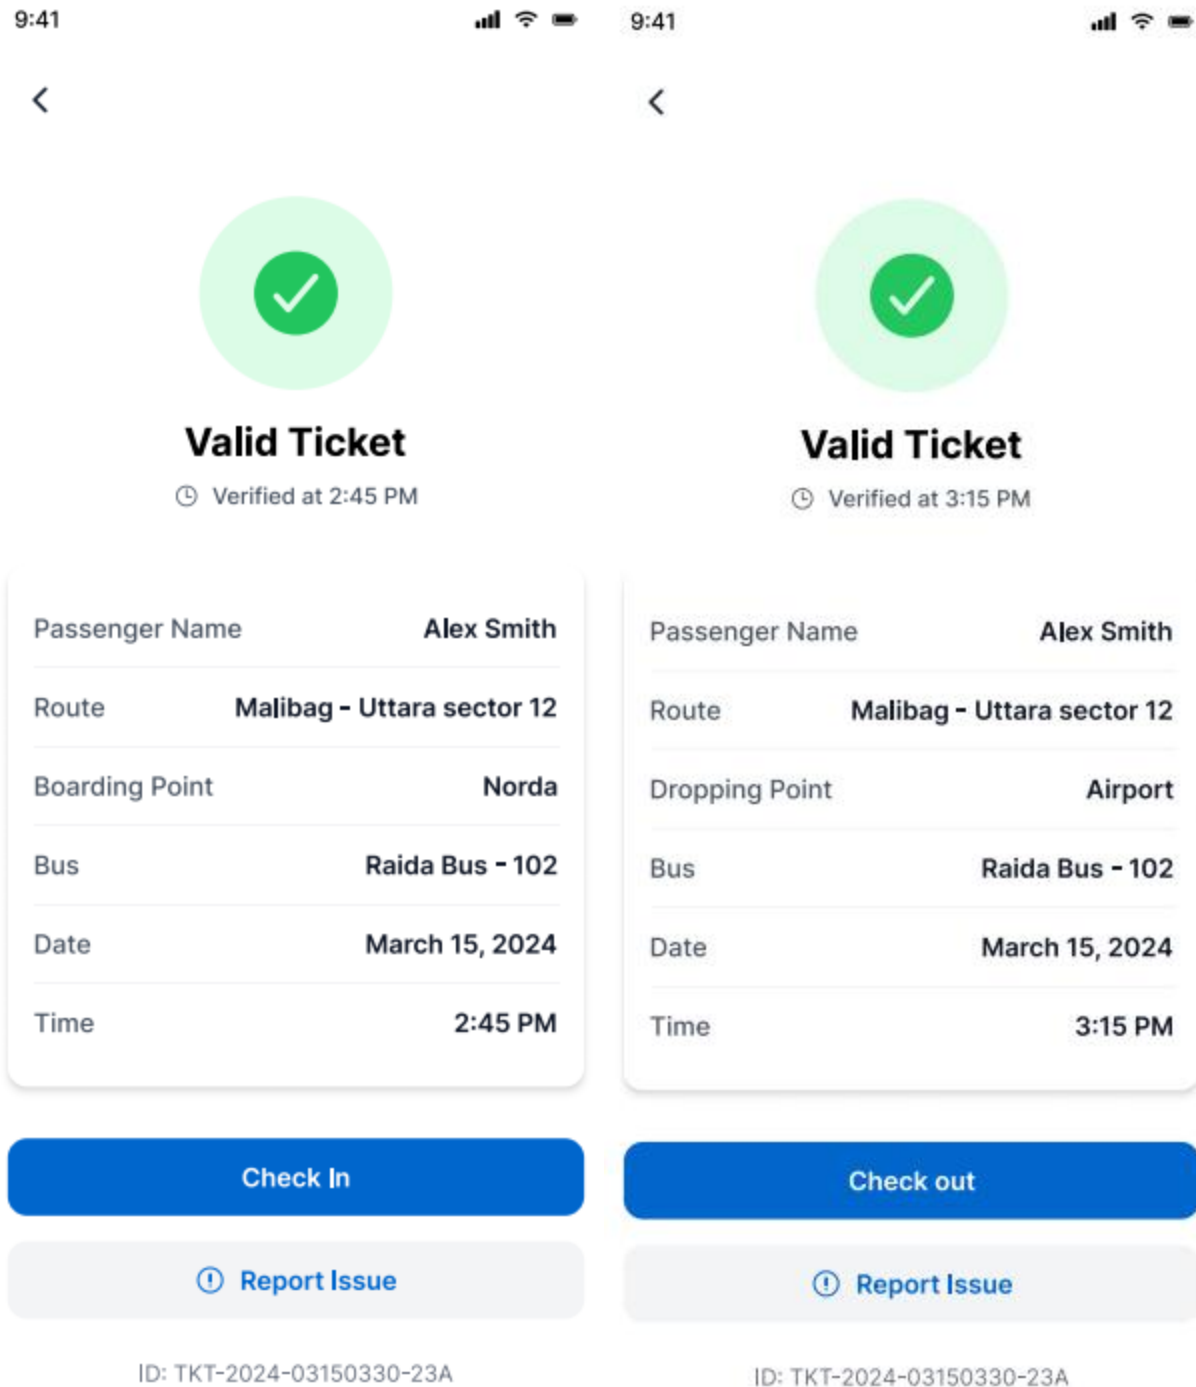 9:41
Valid Ticket
Verified at 2:45 PM
Passenger Name Alex Smith
Route Malibag - Uttara sector 12
Boarding Point Norda
Bus Raida Bus - 102
Date March 15, 2024
Time 2:45 PM
Check In
Report Issue
ID: TKT-2024-03150330-23A
9:41
Valid Ticket
Verified at 3:15 PM
Passenger Name Alex Smith
Route Malibag - Uttara sector 12
Dropping Point Airport
Bus Raida Bus - 102
Date March 15, 2024
Time 3:15 PM
Check out
Report Issue
ID: TKT-2024-03150330-23A